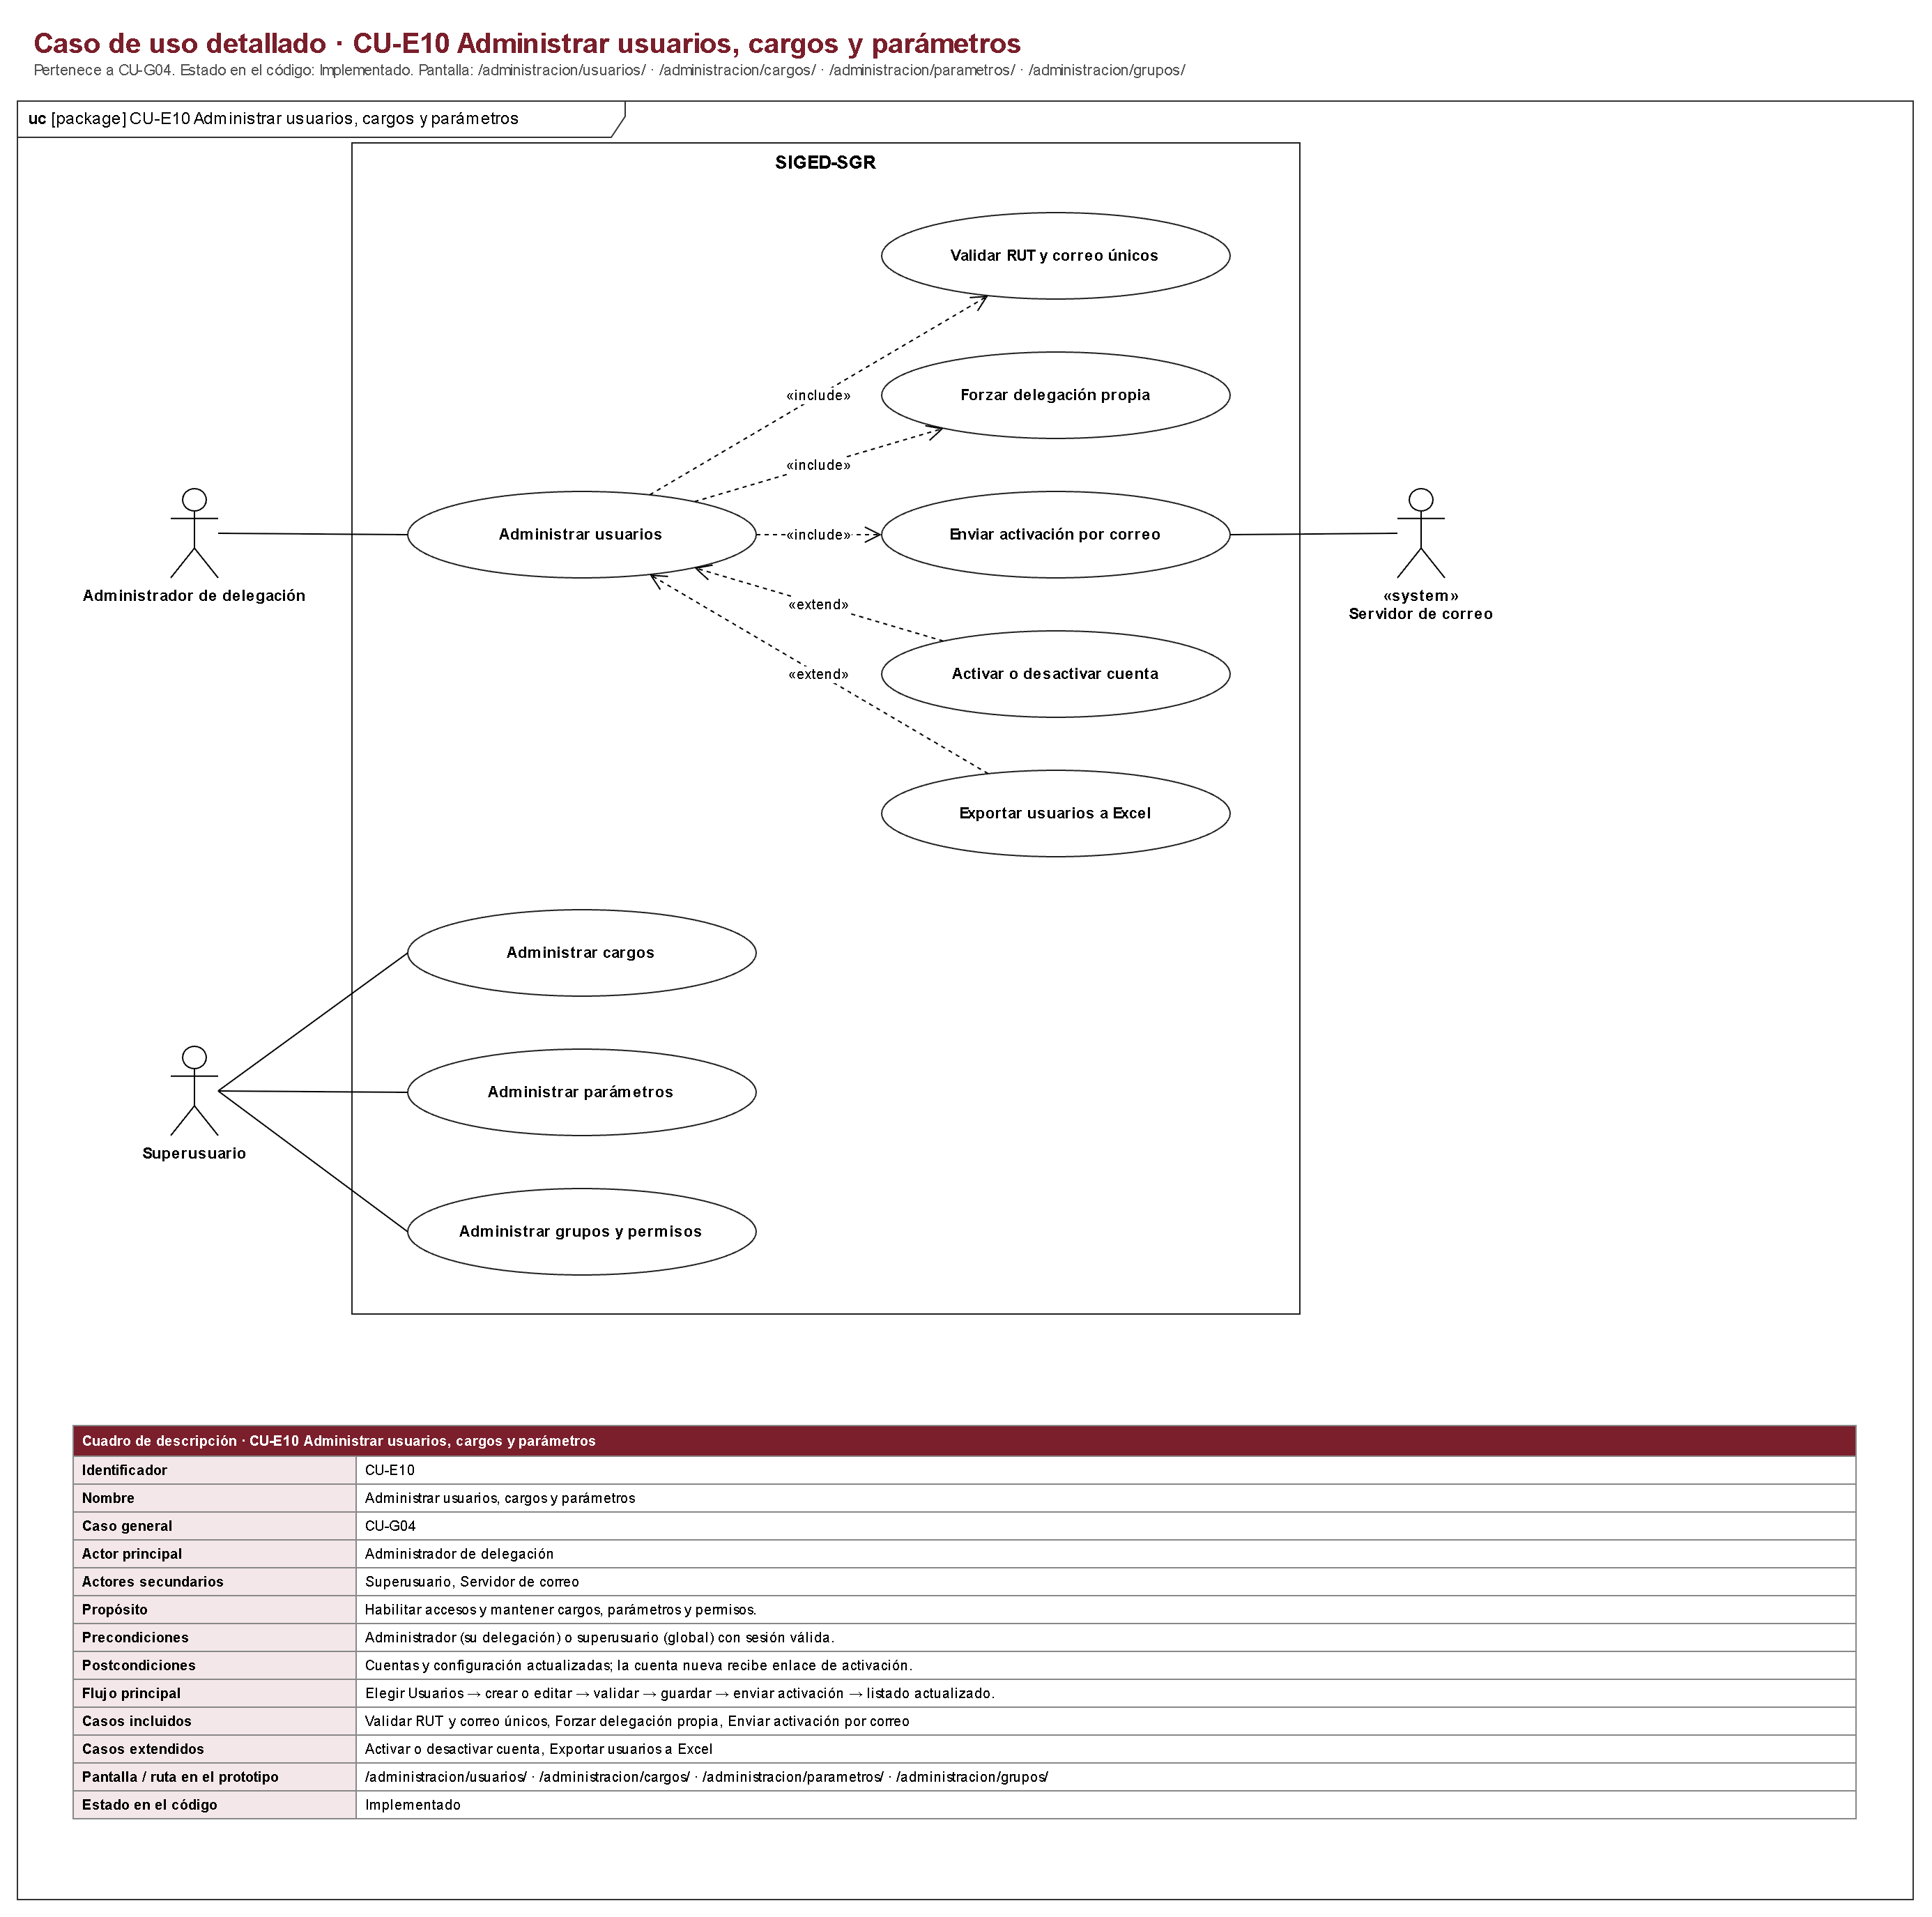 Caso de uso detallado · CU-E10 Administrar usuarios, cargos y parámetros
Pertenece a CU-G04. Estado en el código: Implementado. Pantalla: /administracion/usuarios/ · /administracion/cargos/ · /administracion/parametros/ · /administracion/grupos/
uc [package] CU-E10 Administrar usuarios, cargos y parámetros
SIGED-SGR
Validar RUT y correo únicos
«include»
Forzar delegación propia
«include»
Administrar usuarios
«include»
Enviar activación por correo
Administrador de delegación
«system»
Servidor de correo
«extend»
Activar o desactivar cuenta
«extend»
Exportar usuarios a Excel
Administrar cargos
Administrar parámetros
Superusuario
Administrar grupos y permisos
Cuadro de descripción · CU-E10 Administrar usuarios, cargos y parámetros
Identificador CU-E10
Nombre Administrar usuarios, cargos y parámetros
Caso general CU-G04
Actor principal Administrador de delegación
Actores secundarios Superusuario, Servidor de correo
Propósito Habilitar accesos y mantener cargos, parámetros y permisos.
Precondiciones Administrador (su delegación) o superusuario (global) con sesión válida.
Postcondiciones Cuentas y configuración actualizadas; la cuenta nueva recibe enlace de activación.
Flujo principal Elegir Usuarios → crear o editar → validar → guardar → enviar activación → listado actualizado.
Casos incluidos Validar RUT y correo únicos, Forzar delegación propia, Enviar activación por correo
Casos extendidos Activar o desactivar cuenta, Exportar usuarios a Excel
Pantalla / ruta en el prototipo /administracion/usuarios/ · /administracion/cargos/ · /administracion/parametros/ · /administracion/grupos/
Estado en el código Implementado